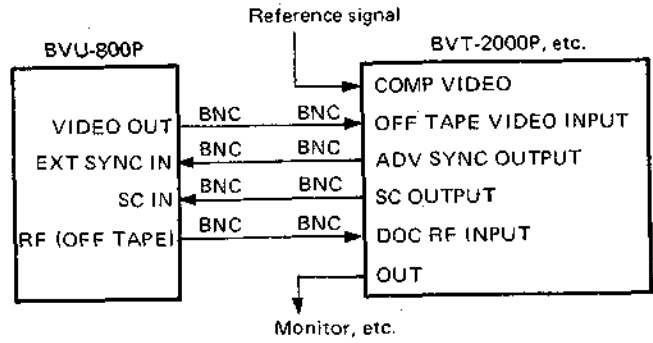 Reference signal
BVU-800P
BVT-2000P, etc.
COMP VIDEO
VIDEO OUT BNC BNC OFF TAPE VIDEO INPUT
EXT SYNC IN BNC BNC ADV SYNC OUTPUT
SC IN BNC BNC SC OUTPUT
RF (OFF TAPE) BNC BNC DOC RF INPUT
OUT
Monitor, etc.